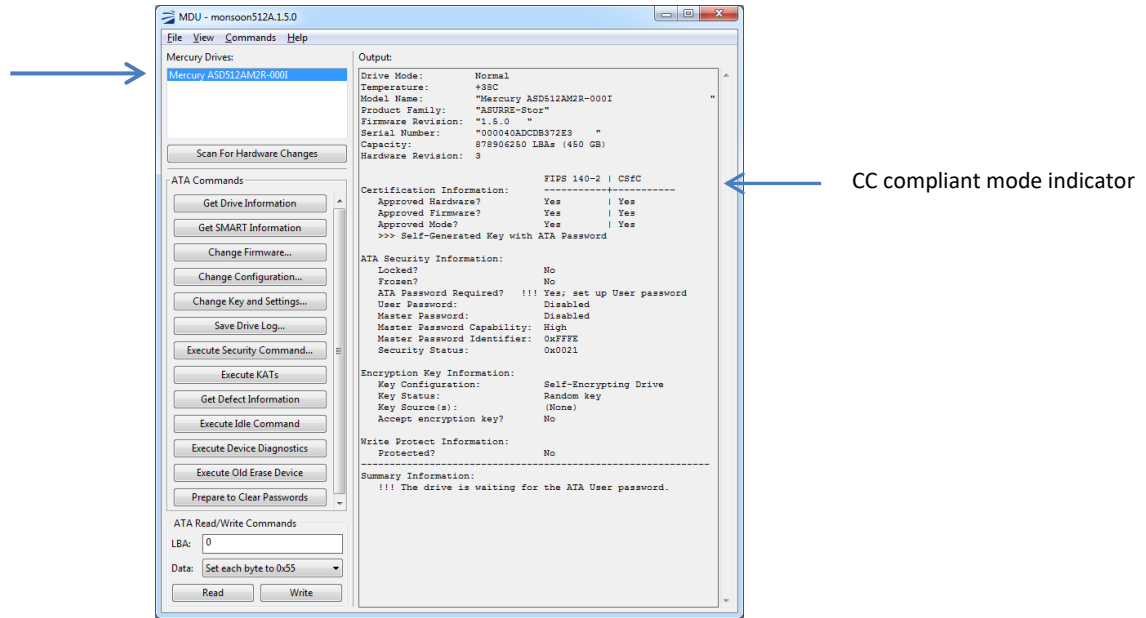 MDU - monsoon512A.1.5.0
File View Commands Help
Mercury Drives:
Mercury ASD512AM2R-000I
Scan For Hardware Changes
ATA Commands
Get Drive Information
Get SMART Information
Change Firmware...
Change Configuration...
Change Key and Settings...
Save Drive Log...
Execute Security Command...
Execute KATs
Get Defect Information
Execute Idle Command
Execute Device Diagnostics
Execute Old Erase Device
Prepare to Clear Passwords
ATA Read/Write Commands
LBA: 0
Data: Set each byte to 0x55
Read Write
Output:
Drive Mode: Normal
Temperature: +38C
Model Name: "Mercury ASD512AM2R-000I "
Product Family: "ASURRE-Stor"
Firmware Revision: "1.5.0 "
Serial Number: "000040ADCDB372E3 "
Capacity: 878906250 LBAs (450 GB)
Hardware Revision: 3
FIPS 140-2 | CSfC
Certification Information: -----------+-----------
Approved Hardware? Yes | Yes
Approved Firmware? Yes | Yes
Approved Mode? Yes | Yes
>>> Self-Generated Key with ATA Password
ATA Security Information:
Locked? No
Frozen? No
ATA Password Required? !!! Yes; set up User password
User Password: Disabled
Master Password: Disabled
Master Password Capability: High
Master Password Identifier: 0xFFFE
Security Status: 0x0021
Encryption Key Information:
Key Configuration: Self-Encrypting Drive
Key Status: Random key
Key Source(s): (None)
Accept encryption key? No
Write Protect Information:
Protected? No
----------------------------------------------------------------
Summary Information:
!!! The drive is waiting for the ATA User password.
CC compliant mode indicator